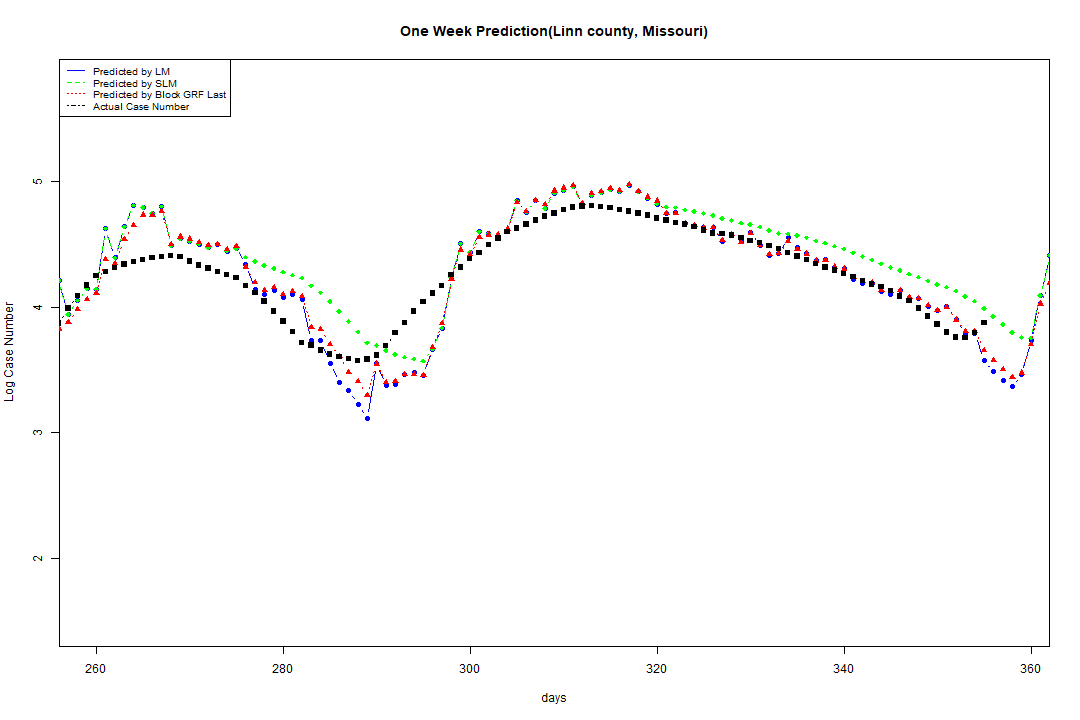 One Week Prediction(Linn county, Missouri)
Predicted by LM
Predicted by SLM
Predicted by Block GRF Last
Actual Case Number
5
4
3
2
Log Case Number
260 280 300 320 340 360
days